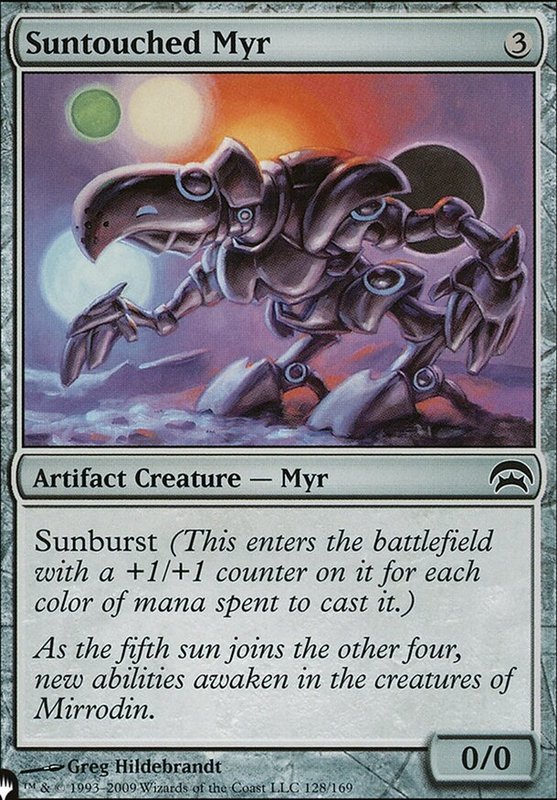 Suntouched Myr 3
Artifact Creature — Myr
Sunburst (This enters the battlefield
with a +1/+1 counter on it for each
color of mana spent to cast it.)
As the fifth sun joins the other four,
new abilities awaken in the creatures of
Mirrodin.
Greg Hildebrandt
0/0
™ & © 1993–2009 Wizards of the Coast LLC 128/169